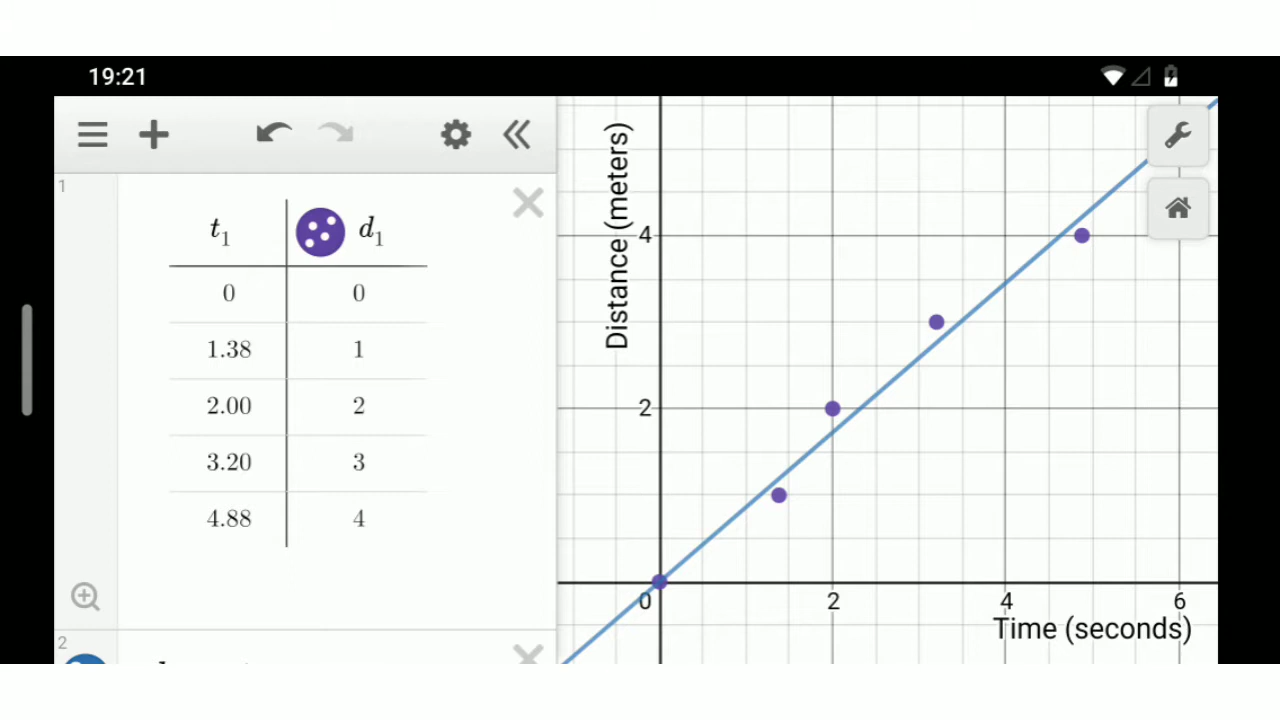 19:21
1
t₁ d₁
0 0
1.38 1
2.00 2
3.20 3
4.88 4
2
Distance (meters)
4
2
0 2 4 6
Time (seconds)